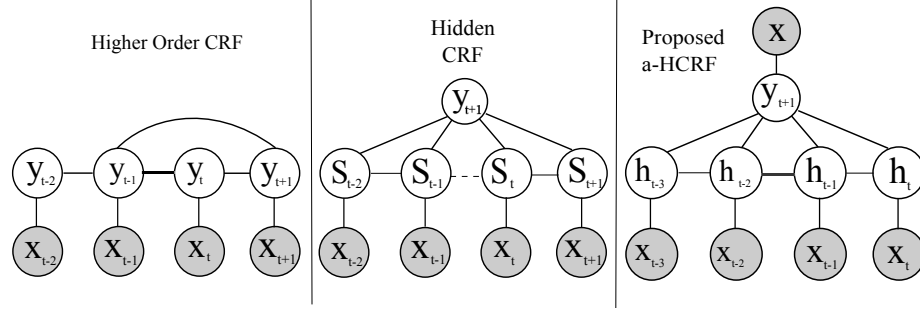 Higher Order CRF
y_{t-2} y_{t-1} y_t y_{t+1}
x_{t-2} x_{t-1} x_t x_{t+1}
Hidden
CRF
y_{t+1}
S_{t-2} S_{t-1} S_t S_{t+1}
x_{t-2} x_{t-1} x_t x_{t+1}
Proposed
a-HCRF
x
y_{t+1}
h_{t-3} h_{t-2} h_{t-1} h_t
x_{t-3} x_{t-2} x_{t-1} x_t